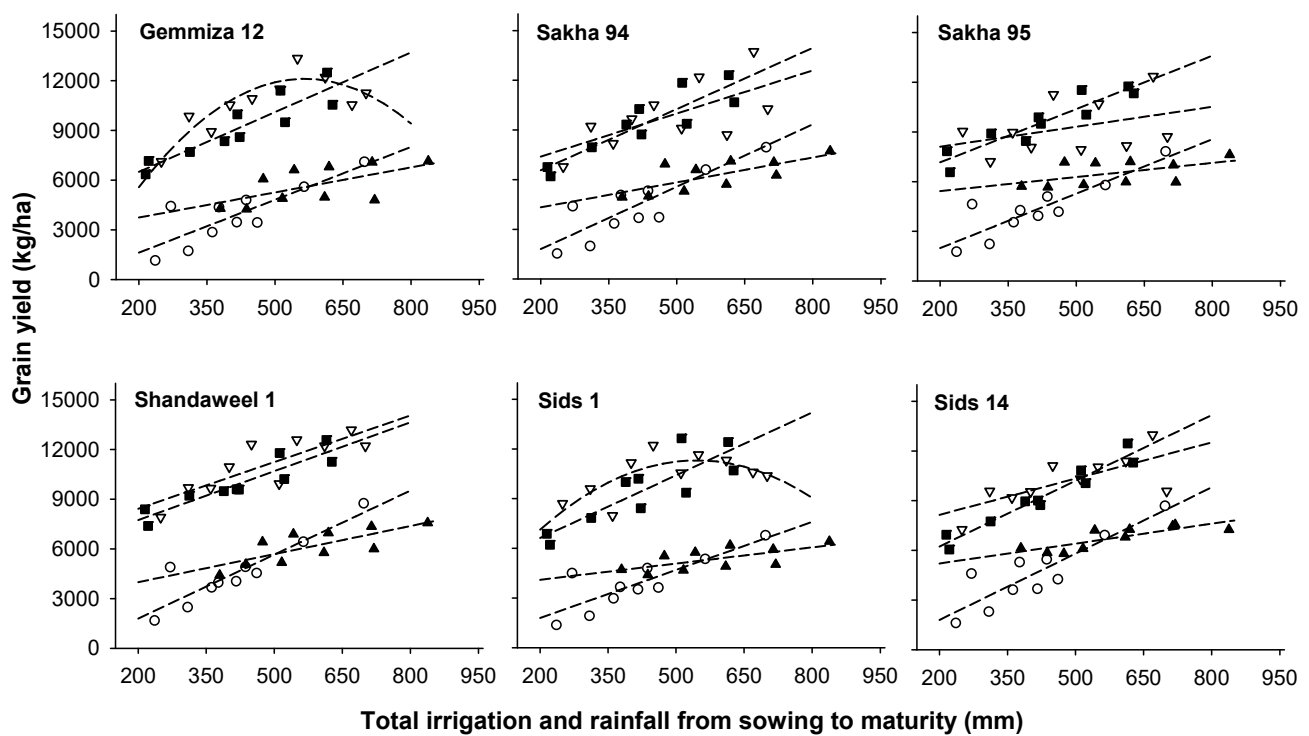 Grain yield (kg/ha)
Gemmiza 12
Sakha 94
Sakha 95
15000
12000
9000
6000
3000
0
200 350 500 650 800 950
200 350 500 650 800 950
200 350 500 650 800 950
Shandaweel 1
Sids 1
Sids 14
15000
12000
9000
6000
3000
0
200 350 500 650 800 950
200 350 500 650 800 950
200 350 500 650 800 950
Total irrigation and rainfall from sowing to maturity (mm)